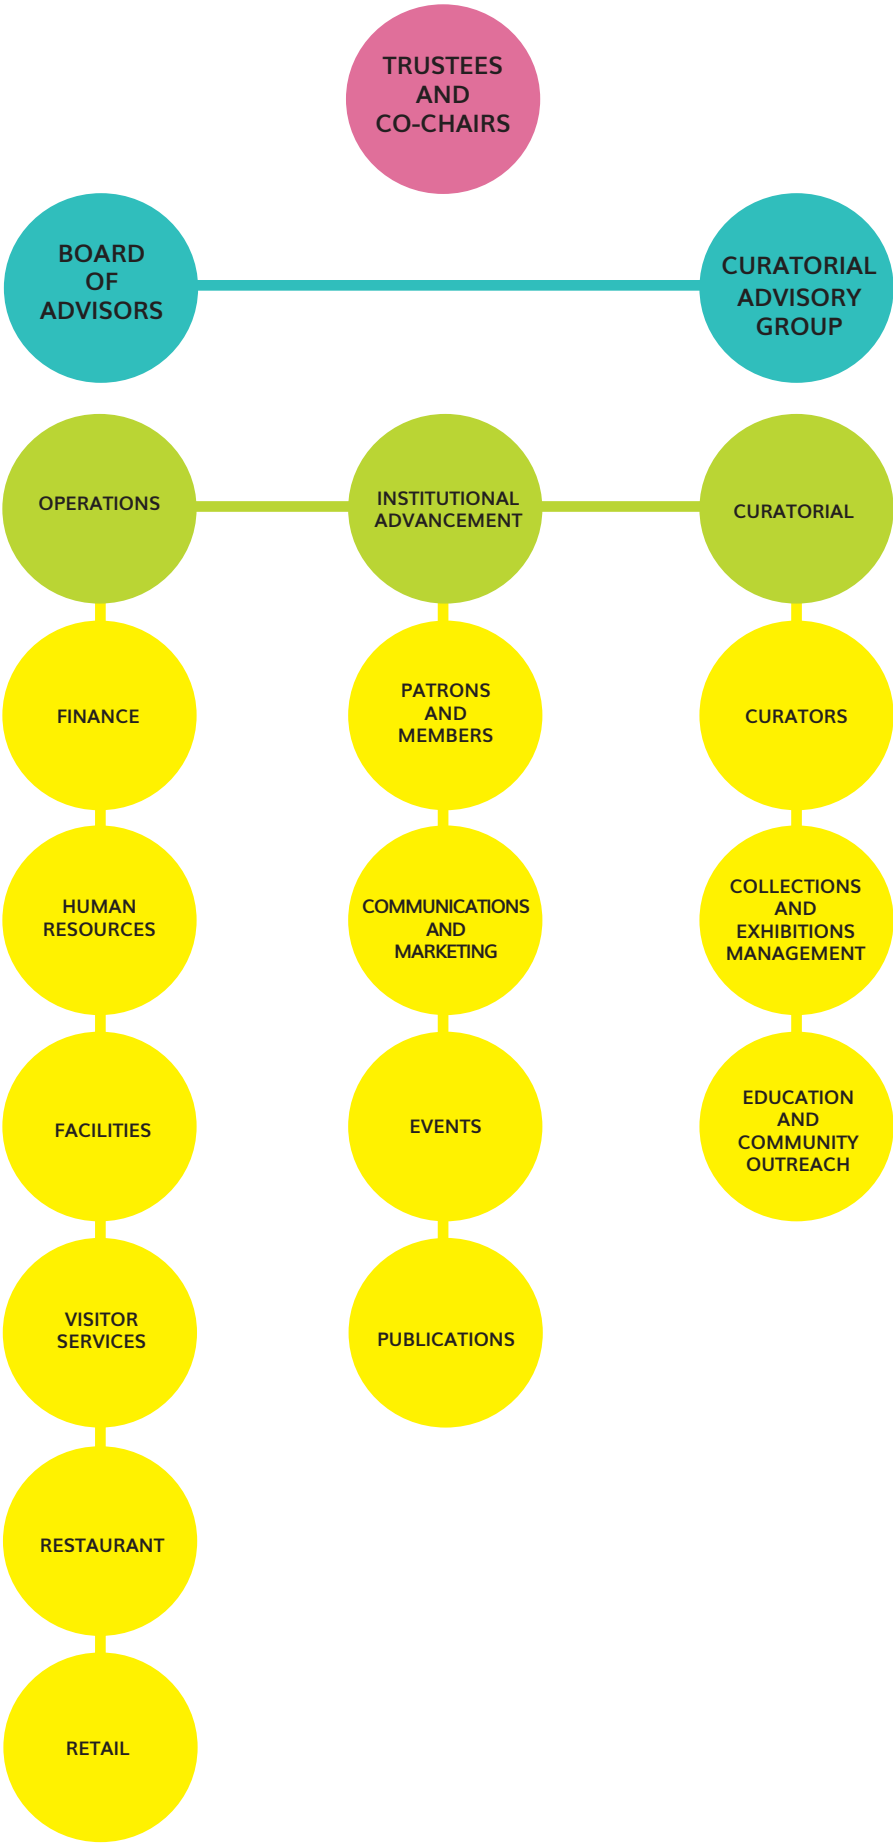 TRUSTEES
AND
CO-CHAIRS
BOARD
OF
ADVISORS
CURATORIAL
ADVISORY
GROUP
OPERATIONS
INSTITUTIONAL
ADVANCEMENT
CURATORIAL
FINANCE
PATRONS
AND
MEMBERS
CURATORS
HUMAN
RESOURCES
COMMUNICATIONS
AND
MARKETING
COLLECTIONS
AND
EXHIBITIONS
MANAGEMENT
FACILITIES
EVENTS
EDUCATION
AND
COMMUNITY
OUTREACH
VISITOR
SERVICES
PUBLICATIONS
RESTAURANT
RETAIL